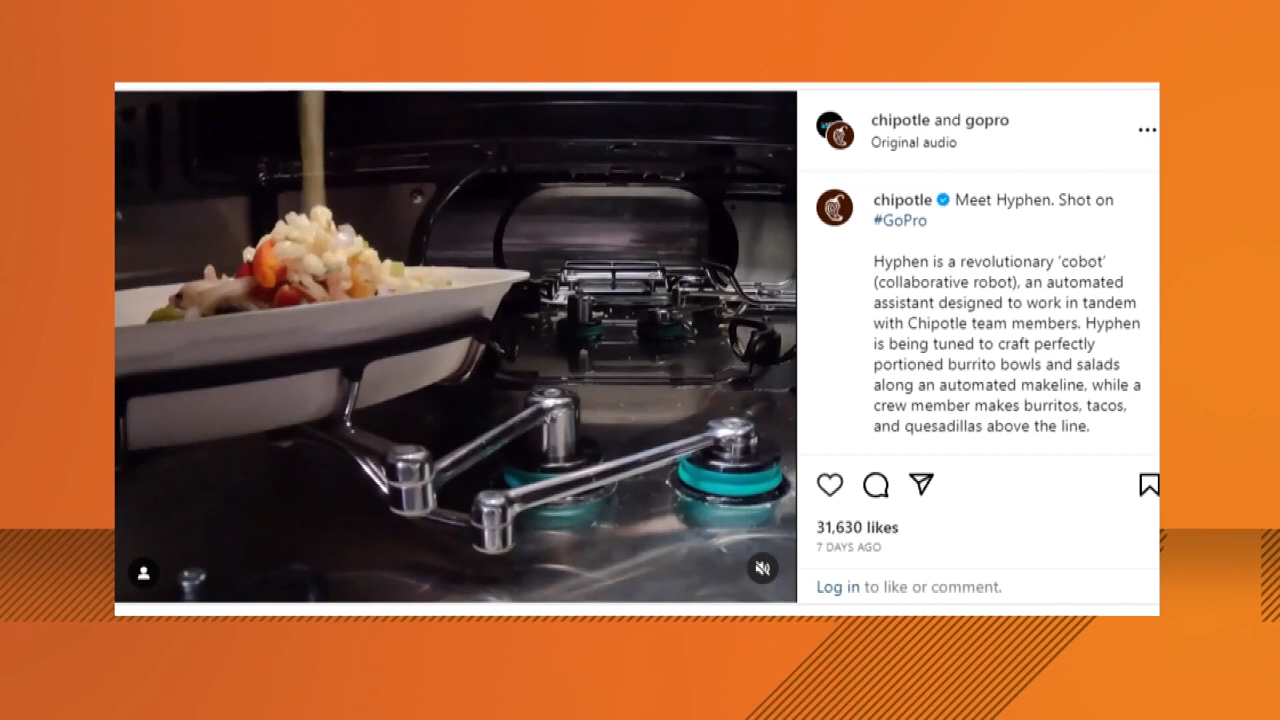 chipotle and gopro
Original audio
chipotle Meet Hyphen. Shot on
#GoPro
Hyphen is a revolutionary ‘cobot’
(collaborative robot), an automated
assistant designed to work in tandem
with Chipotle team members. Hyphen
is being tuned to craft perfectly
portioned burrito bowls and salads
along an automated makeline, while a
crew member makes burritos, tacos,
and quesadillas above the line.
31,630 likes
7 DAYS AGO
Log in to like or comment.